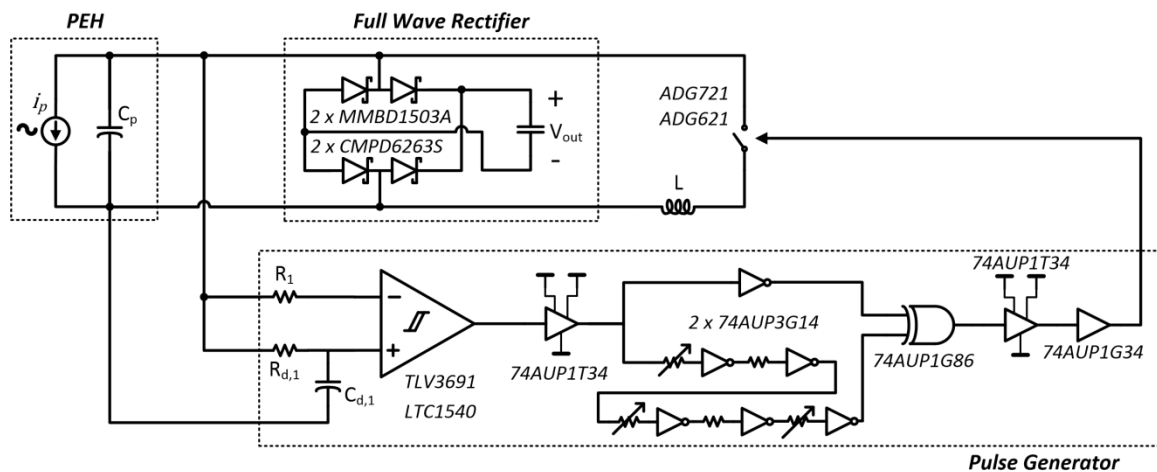 PEH
Full Wave Rectifier
i_p
C_p
2 x MMBD1503A
2 x CMPD6263S
+
V_out
-
ADG721
ADG621
L
R_1
R_d,1
C_d,1
−
+
TLV3691
LTC1540
74AUP1T34
2 x 74AUP3G14
74AUP1G86
74AUP1T34
74AUP1G34
Pulse Generator